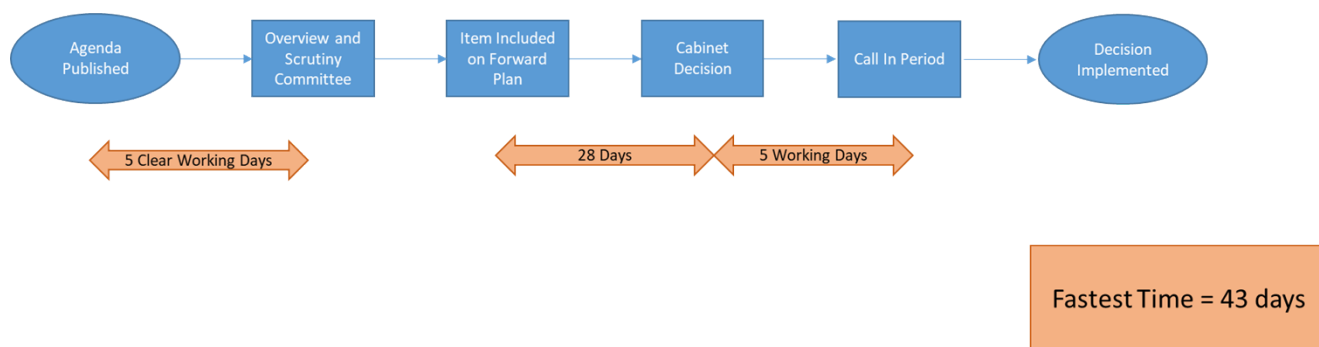 Agenda
Published
Overview and
Scrutiny
Committee
Item Included
on Forward
Plan
Cabinet
Decision
Call In Period
Decision
Implemented
5 Clear Working Days
28 Days
5 Working Days
Fastest Time = 43 days